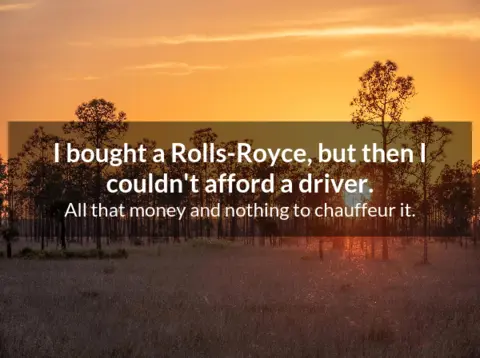 I bought a Rolls-Royce, but then I
couldn't afford a driver.
All that money and nothing to chauffeur it.